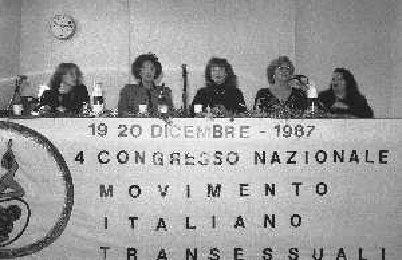 19 20 DICEMBRE - 1987
4 CONGRESSO NAZIONALE
MOVIMENTO
ITALIANO
TRANSESSUALI